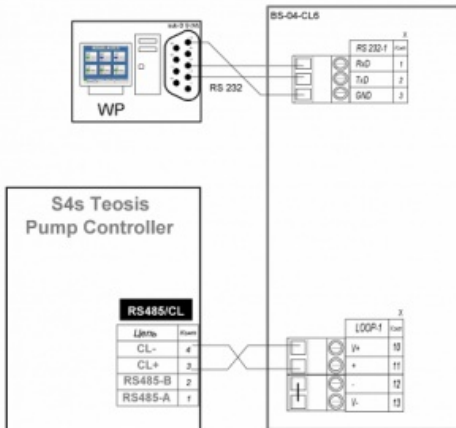 BS-04-CL6
sub-D 9 (M)
X
RS 232-1 Конт
RxD 1
TxD 2
GND 3
RS 232
WP
S4s Teosis
Pump Controller
RS485/CL
Цепь Конт
CL- 4
CL+ 3
RS485-B 2
RS485-A 1
X
LOOP-1 Конт
V+ 10
+ 11
- 12
V- 13